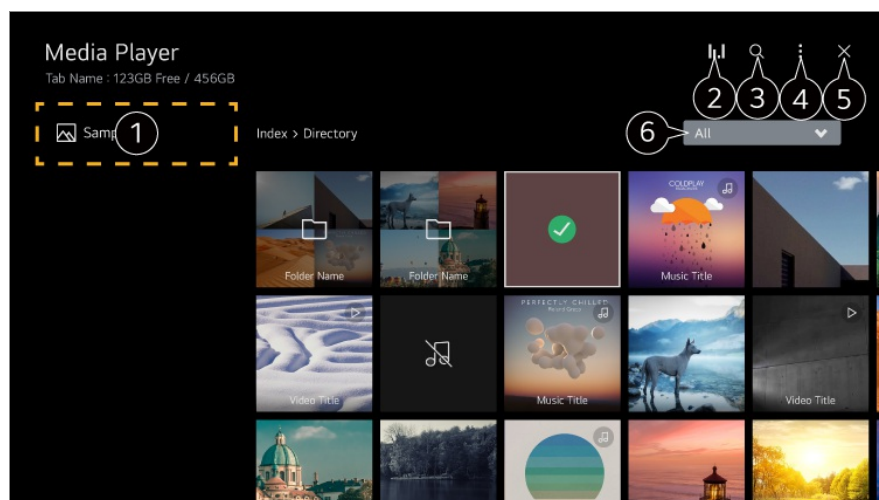 Media Player
Tab Name : 123GB Free / 456GB
2
3
4
5
1
Index > Directory
6
All
Folder Name
Folder Name
COLDPLAY
Music Title
Video Title
PERFECTLY CHILLED
Music Title
Video Title